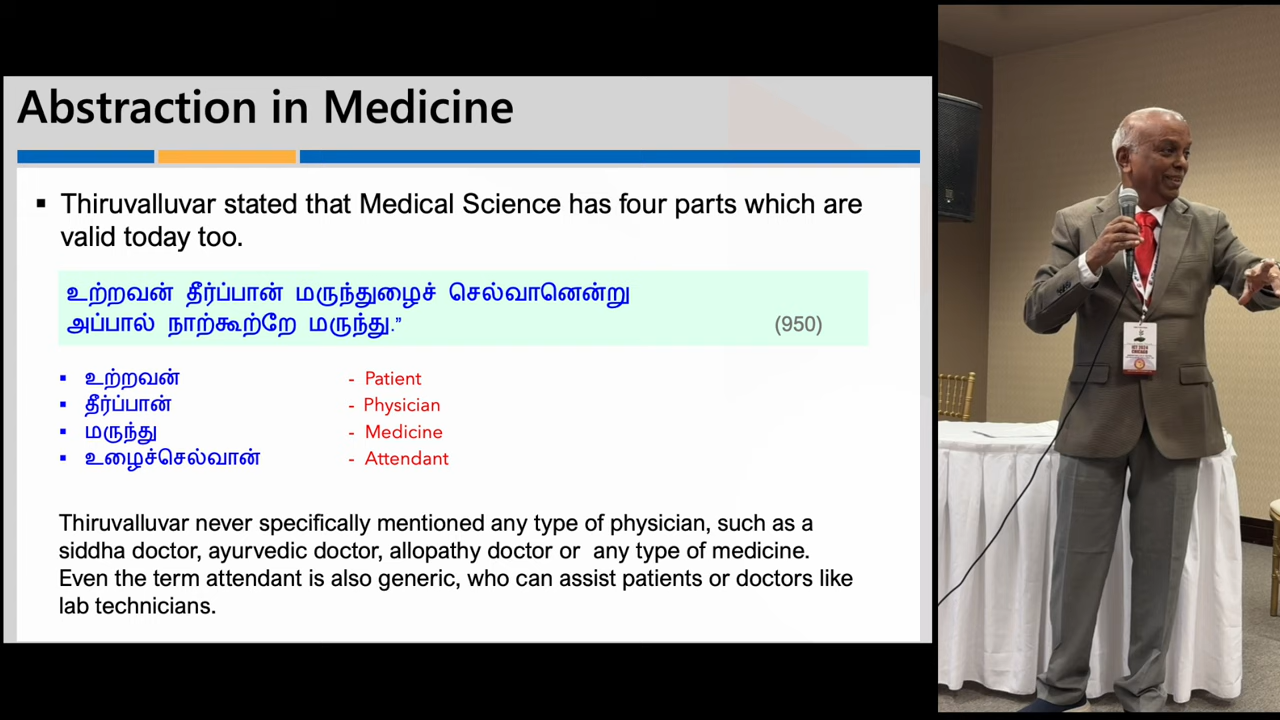 Abstraction in Medicine
▪ Thiruvalluvar stated that Medical Science has four parts which are
valid today too.
உற்றவன் தீர்ப்பான் மருந்துழைச் செல்வானென்று
அப்பால் நாற்கூற்றே மருந்து.” (950)
▪ உற்றவன் - Patient
▪ தீர்ப்பான் - Physician
▪ மருந்து - Medicine
▪ உழைச்செல்வான் - Attendant
Thiruvalluvar never specifically mentioned any type of physician, such as a
siddha doctor, ayurvedic doctor, allopathy doctor or any type of medicine.
Even the term attendant is also generic, who can assist patients or doctors like
lab technicians.